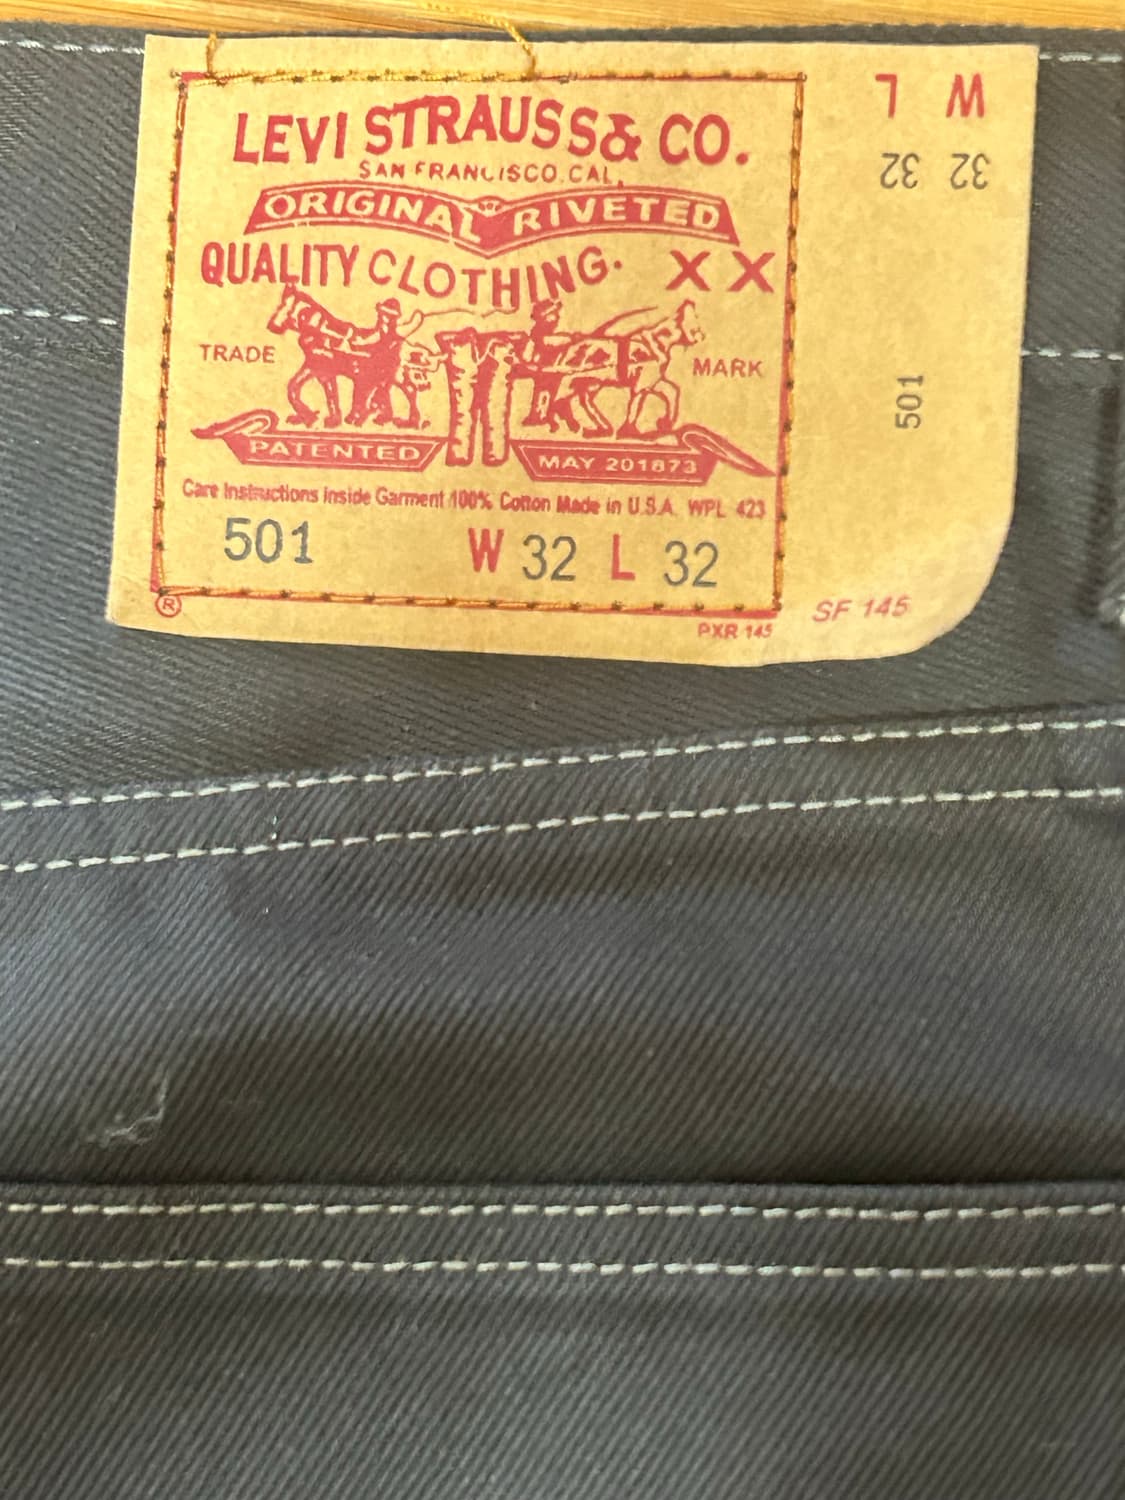 LEVI STRAUSS & CO.
SAN FRANCISCO.CAL.
ORIGINAL RIVETED
QUALITY CLOTHING. XX
TRADE MARK
PATENTED MAY 201873
Care Instructions Inside Garment 100% Cotton Made in U.S.A. WPL 423
501 W 32 L 32
®
PXR 145
SF 145
W L
32 32
501